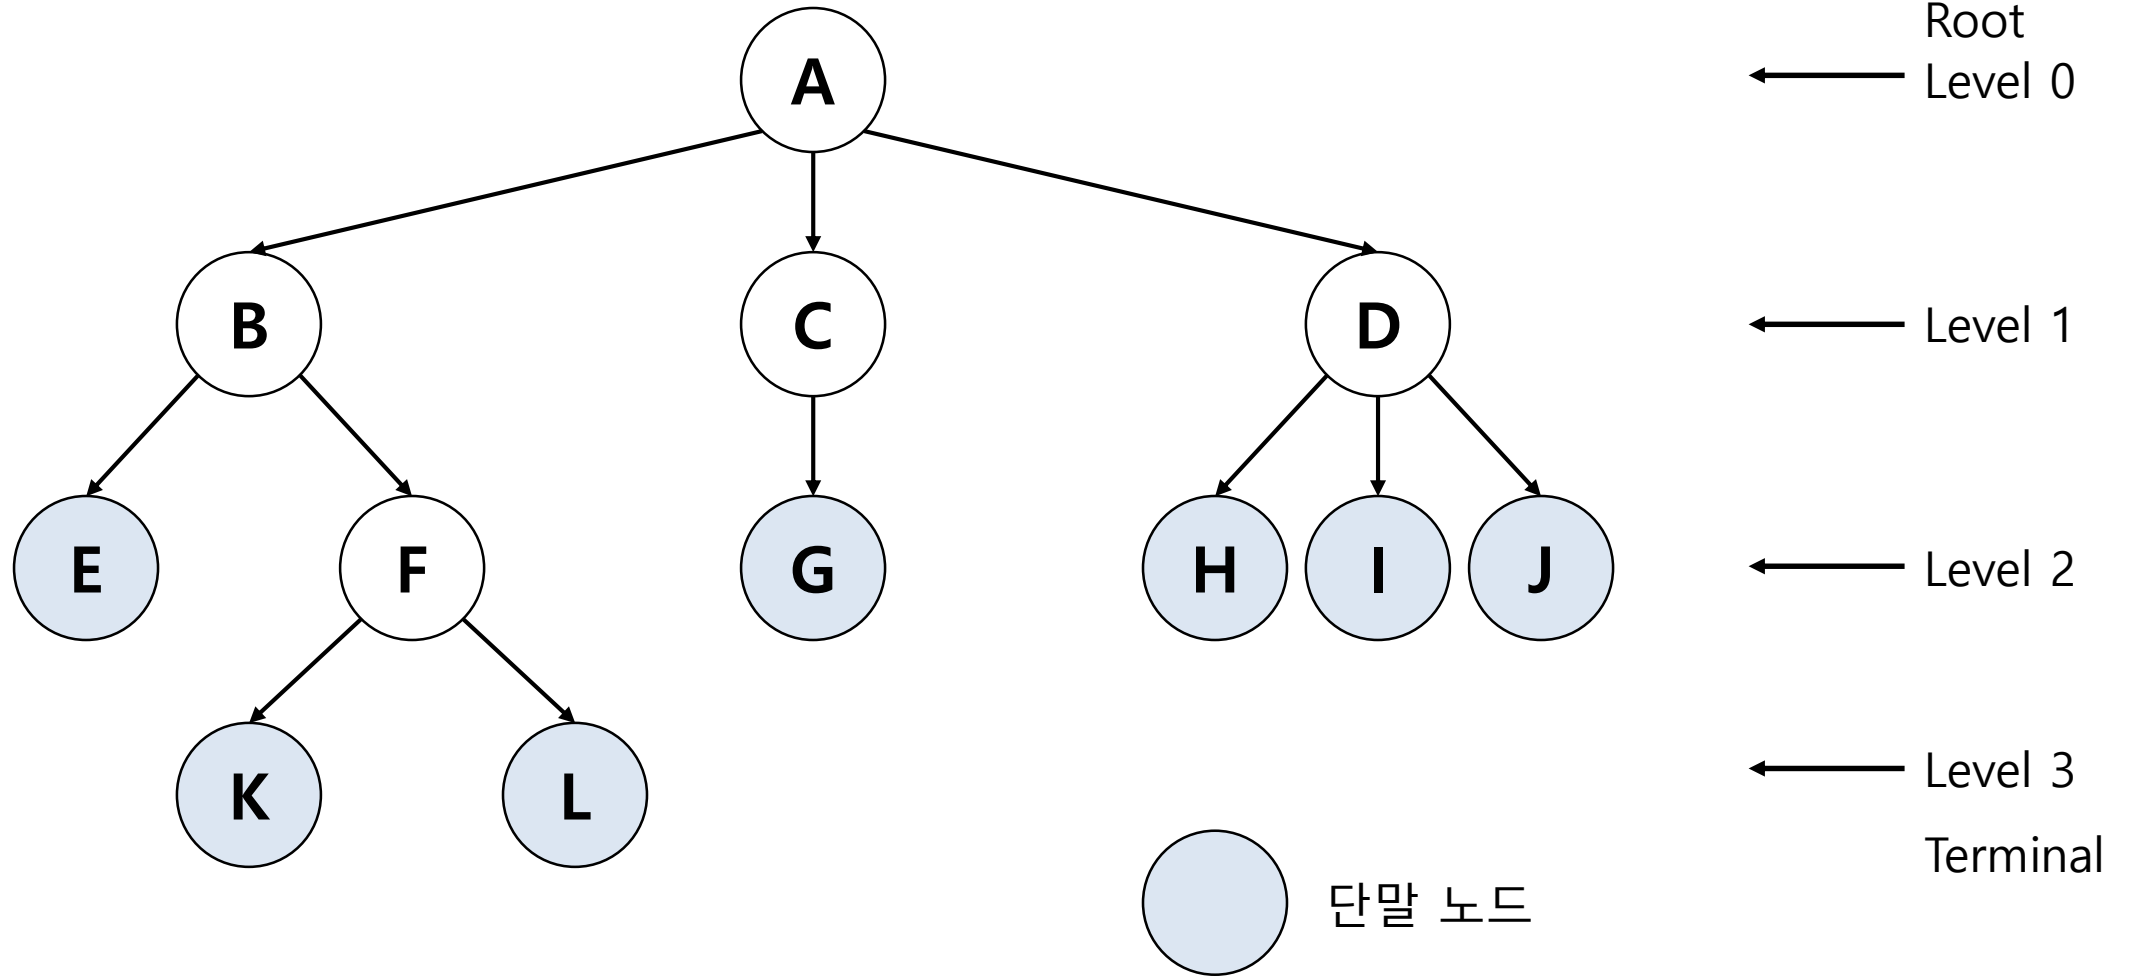 Root
A
Level 0
B
C
D
Level 1
E
F
G
H
I
J
Level 2
K
L
Level 3
Terminal
단말 노드